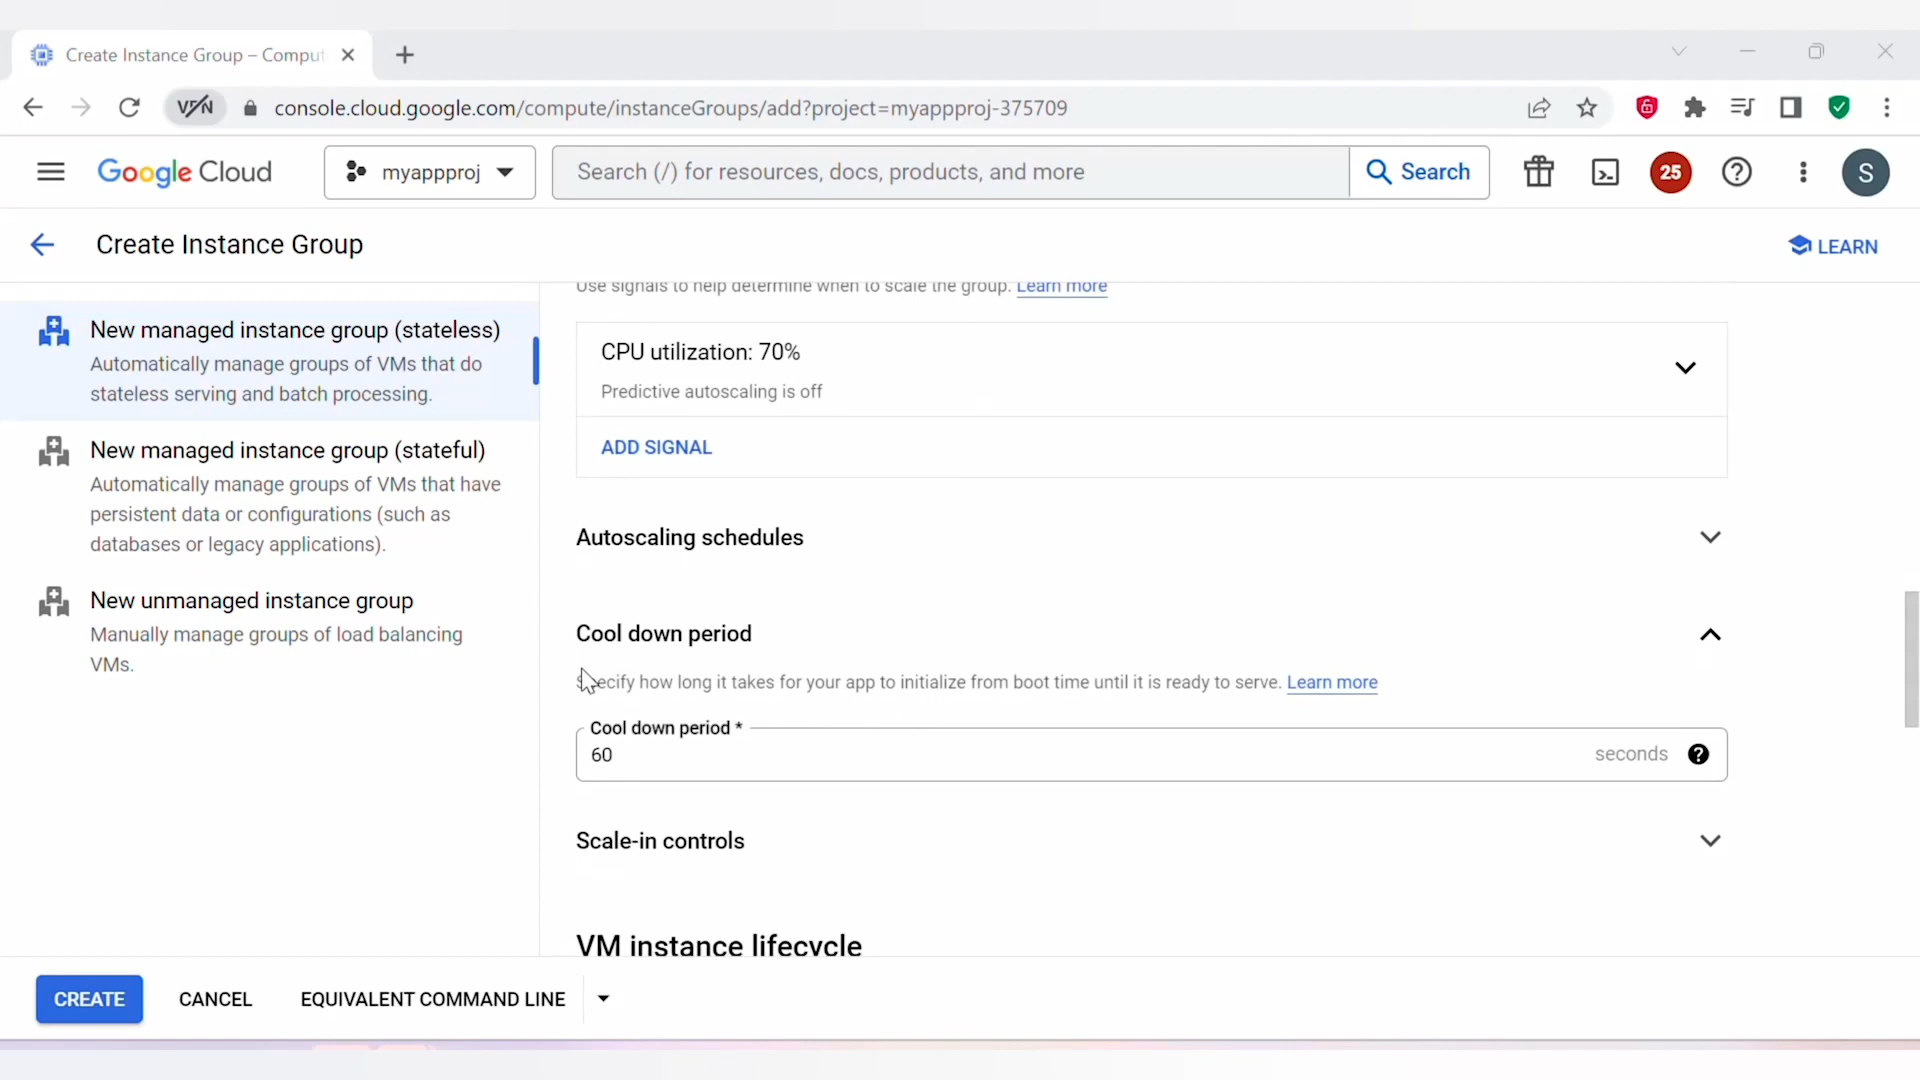 Create Instance Group – Comput
VPN
console.cloud.google.com/compute/instanceGroups/add?project=myappproj-375709
Google Cloud
myappproj
Search (/) for resources, docs, products, and more
Search
25
S
Create Instance Group
LEARN
New managed instance group (stateless)
Automatically manage groups of VMs that do
stateless serving and batch processing.
New managed instance group (stateful)
Automatically manage groups of VMs that have
persistent data or configurations (such as
databases or legacy applications).
New unmanaged instance group
Manually manage groups of load balancing
VMs.
Use signals to help determine when to scale the group. Learn more
CPU utilization: 70%
Predictive autoscaling is off
ADD SIGNAL
Autoscaling schedules
Cool down period
Specify how long it takes for your app to initialize from boot time until it is ready to serve. Learn more
Cool down period *
60
seconds
Scale-in controls
VM instance lifecycle
CREATE
CANCEL
EQUIVALENT COMMAND LINE